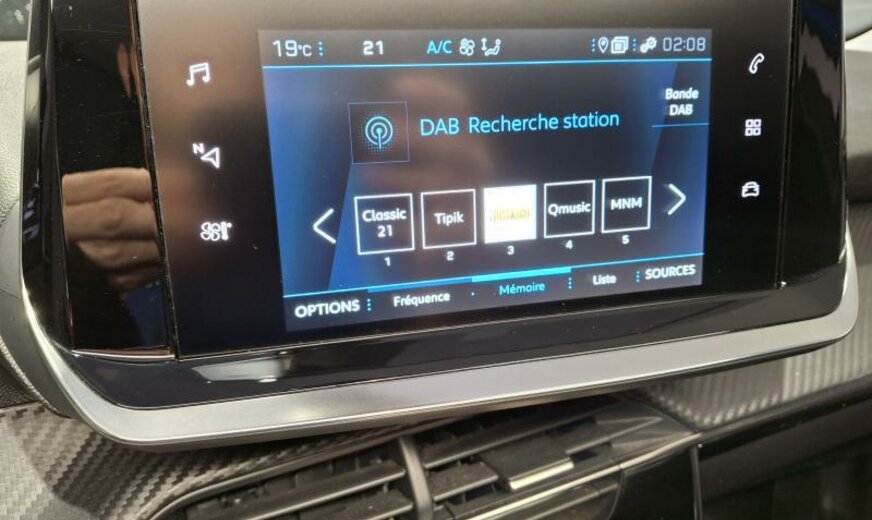 19°C
21
A/C
02:08
DAB Recherche station
Bande
DAB
N
Classic
21
Tipik
Qmusic
MNM
1
2
3
4
5
OPTIONS
Fréquence
Mémoire
Liste
SOURCES